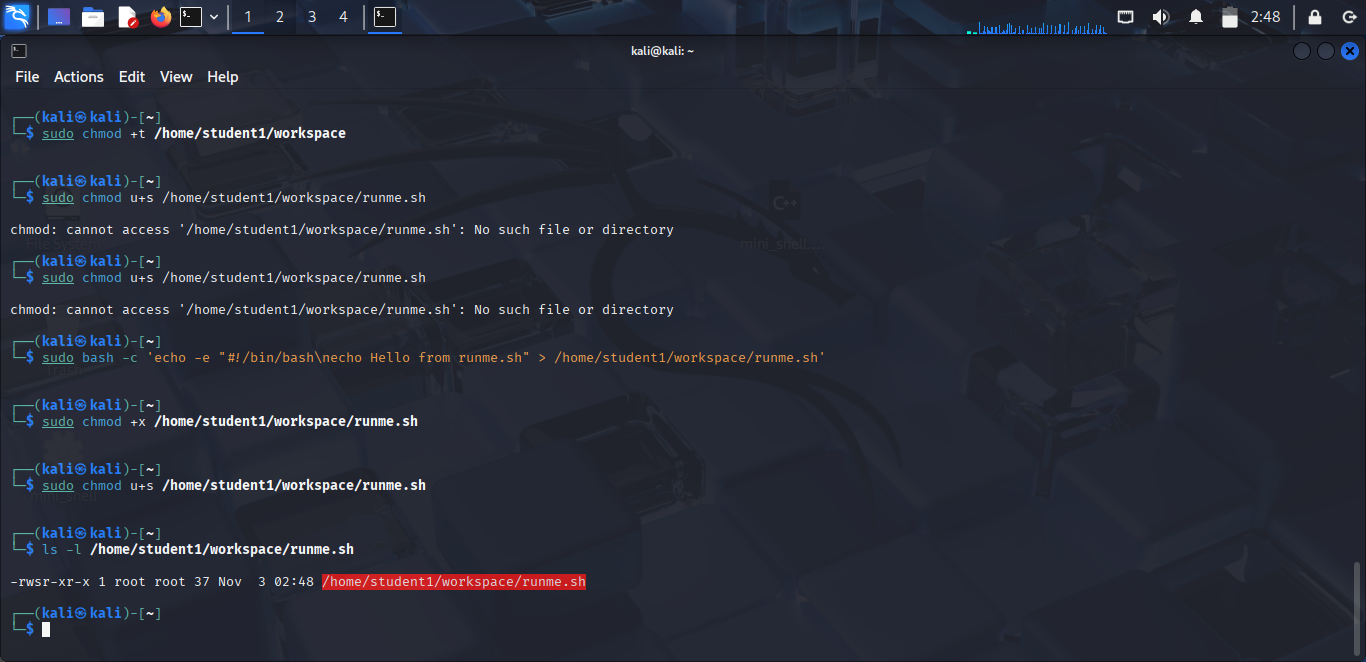 1 2 3 4 2:48
kali@kali: ~
File Actions Edit View Help
┌──(kali㉿kali)-[~]
└─$ sudo chmod +t /home/student1/workspace
┌──(kali㉿kali)-[~]
└─$ sudo chmod u+s /home/student1/workspace/runme.sh
C++
chmod: cannot access '/home/student1/workspace/runme.sh': No such file or directory
File System
mini_shell....
┌──(kali㉿kali)-[~]
└─$ sudo chmod u+s /home/student1/workspace/runme.sh
chmod: cannot access '/home/student1/workspace/runme.sh': No such file or directory
┌──(kali㉿kali)-[~]
└─$ sudo bash -c 'echo -e "#!/bin/bash\necho Hello from runme.sh" > /home/student1/workspace/runme.sh'
Trash
┌──(kali㉿kali)-[~]
└─$ sudo chmod +x /home/student1/workspace/runme.sh
┌──(kali㉿kali)-[~]
└─$ sudo chmod u+s /home/student1/workspace/runme.sh
mini_shell
┌──(kali㉿kali)-[~]
└─$ ls -l /home/student1/workspace/runme.sh
-rwsr-xr-x 1 root root 37 Nov  3 02:48 /home/student1/workspace/runme.sh
┌──(kali㉿kali)-[~]
└─$